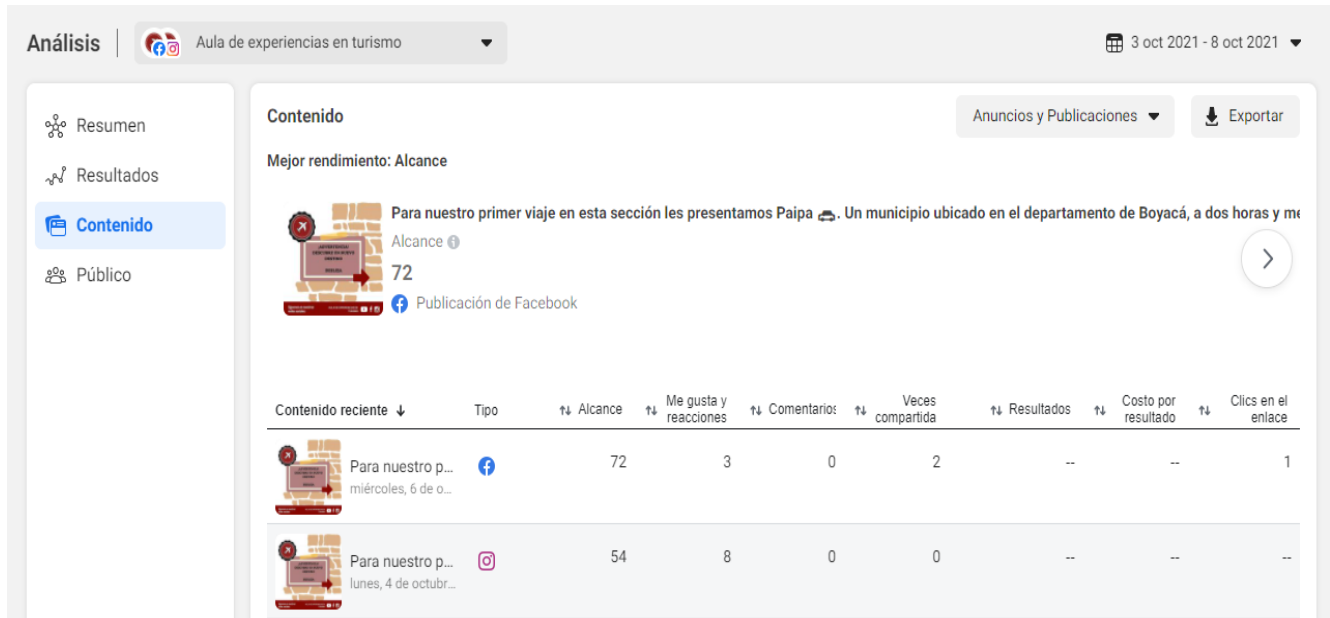 Análisis
Aula de experiencias en turismo
3 oct 2021 - 8 oct 2021
Resumen
Resultados
Contenido
Público
Contenido
Anuncios y Publicaciones
Exportar
Mejor rendimiento: Alcance
Para nuestro primer viaje en esta sección les presentamos Paipa 🚗. Un municipio ubicado en el departamento de Boyacá, a dos horas y me
Alcance
72
Publicación de Facebook
Contenido reciente Tipo Alcance Me gusta y reacciones Comentarios Veces compartida Resultados Costo por resultado Clics en el enlace
Para nuestro p... 72 3 0 2 -- -- 1
miércoles, 6 de o...
Para nuestro p... 54 8 0 0 -- -- --
lunes, 4 de octubr...